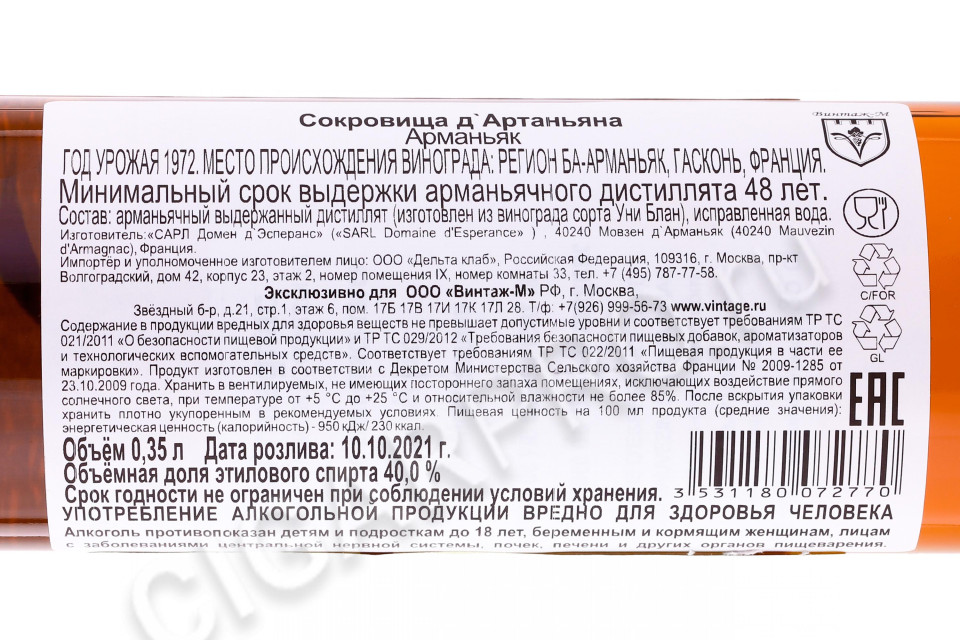 Сокровища д`Артаньяна
Винтаж-М
Арманьяк
ГОД УРОЖАЯ 1972. МЕСТО ПРОИСХОЖДЕНИЯ ВИНОГРАДА: РЕГИОН БА-АРМАНЬЯК, ГАСКОНЬ, ФРАНЦИЯ.
Минимальный срок выдержки арманьячного дистиллята 48 лет.
Состав: арманьячный выдержанный дистиллят (изготовлен из винограда сорта Уни Блан), исправленная вода.
Изготовитель:«САРЛ Домен д`Эсперанс» («SARL Domaine d'Esperance» ) , 40240 Мовзен д`Арманьяк (40240 Mauvezin
d'Armagnac), Франция.
Импортёр и уполномоченное изготовителем лицо: ООО «Дельта клаб», Российская Федерация, 109316, г. Москва, пр-кт
Волгоградский, дом 42, корпус 23, этаж 2, номер помещения IX, номер комнаты 33, тел. +7 (495) 787-77-58.
Эксклюзивно для ООО «Винтаж-М» РФ, г. Москва,
Звёздный б-р, д.21, стр.1, этаж 6, пом. 17Б 17В 17И 17К 17Л 28. Т/ф: +7(926) 999-56-73 www.vintage.ru
Содержание в продукции вредных для здоровья веществ не превышает допустимые уровни и соответствует требованиям ТР ТС
021/2011 «О безопасности пищевой продукции» и ТР ТС 029/2012 «Требования безопасности пищевых добавок, ароматизаторов
и технологических вспомогательных средств». Соответствует требованиям ТР ТС 022/2011 «Пищевая продукция в части ее
маркировки». Продукт изготовлен в соответствии с Декретом Министерства Сельского хозяйства Франции № 2009-1285 от
23.10.2009 года. Хранить в вентилируемых, не имеющих постороннего запаха помещениях, исключающих воздействие прямого
солнечного света, при температуре от +5 °С до +25 °С и относительной влажности не более 85%. После вскрытия упаковки
хранить плотно укупоренным в рекомендуемых условиях. Пищевая ценность на 100 мл продукта (средние значения):
энергетическая ценность (калорийность) - 950 кДж/ 230 ккал.
C/FOR
GL
EAC
Объём 0,35 л Дата розлива: 10.10.2021 г.
Объёмная доля этилового спирта 40,0 %
Срок годности не ограничен при соблюдении условий хранения.
3 531180 072770
УПОТРЕБЛЕНИЕ АЛКОГОЛЬНОЙ ПРОДУКЦИИ ВРЕДНО ДЛЯ ЗДОРОВЬЯ ЧЕЛОВЕКА
Алкоголь противопоказан детям и подросткам до 18 лет, беременным и кормящим женщинам, лицам
с заболеваниями центральной нервной системы, почек, печени и других органов пищеварения.
CIGARPRO.ru